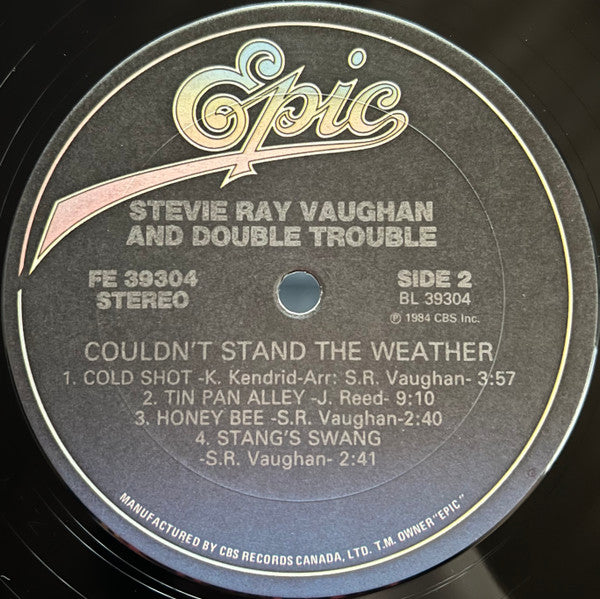 Epic
STEVIE RAY VAUGHAN
AND DOUBLE TROUBLE
FE 39304
STEREO
SIDE 2
BL 39304
℗ 1984 CBS Inc.
COULDN'T STAND THE WEATHER
1. COLD SHOT -K. Kendrid-Arr: S.R. Vaughan- 3:57
2. TIN PAN ALLEY -J. Reed- 9:10
3. HONEY BEE -S.R. Vaughan-2:40
4. STANG'S SWANG
-S.R. Vaughan- 2:41
MANUFACTURED BY CBS RECORDS CANADA, LTD. T.M. OWNER "EPIC"